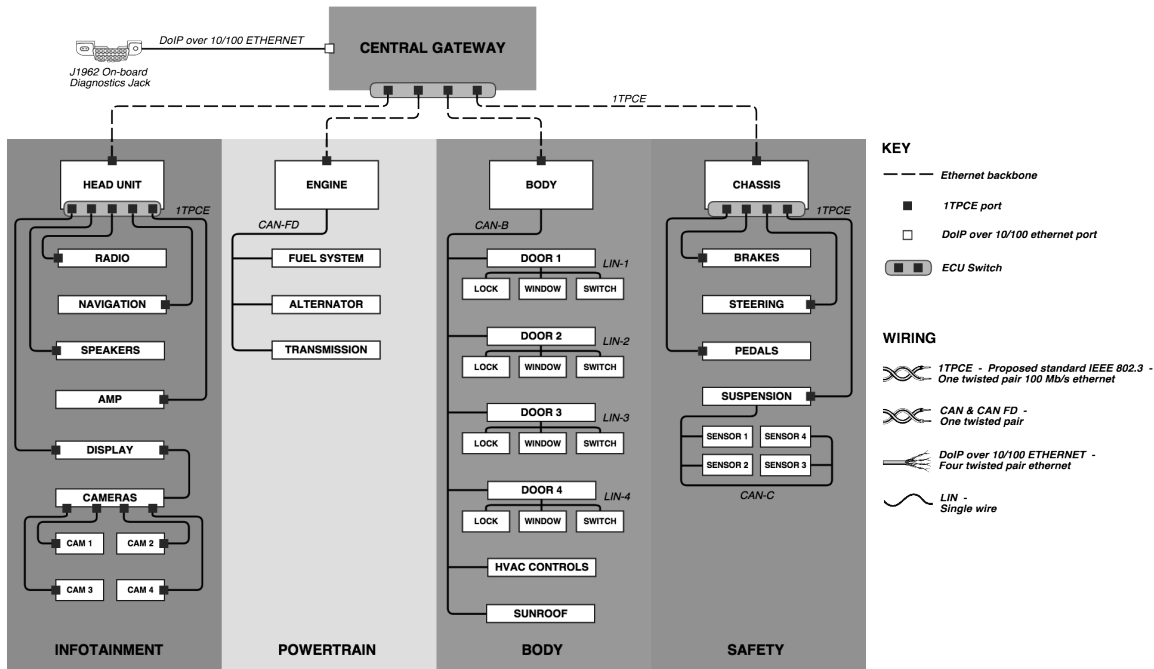 DoIP over 10/100 ETHERNET
CENTRAL GATEWAY
J1962 On-board
Diagnostics Jack
1TPCE
HEAD UNIT
1TPCE
RADIO
NAVIGATION
SPEAKERS
AMP
DISPLAY
CAMERAS
CAM 1
CAM 2
CAM 3
CAM 4
INFOTAINMENT
ENGINE
CAN-FD
FUEL SYSTEM
ALTERNATOR
TRANSMISSION
POWERTRAIN
BODY
CAN-B
DOOR 1
LIN-1
LOCK
WINDOW
SWITCH
DOOR 2
LIN-2
LOCK
WINDOW
SWITCH
DOOR 3
LIN-3
LOCK
WINDOW
SWITCH
DOOR 4
LIN-4
LOCK
WINDOW
SWITCH
HVAC CONTROLS
SUNROOF
BODY
CHASSIS
1TPCE
BRAKES
STEERING
PEDALS
SUSPENSION
SENSOR 1
SENSOR 4
SENSOR 2
SENSOR 3
CAN-C
SAFETY
KEY
Ethernet backbone
1TPCE port
DoIP over 10/100 ethernet port
ECU Switch
WIRING
1TPCE - Proposed standard IEEE 802.3 -
One twisted pair 100 Mb/s ethernet
CAN & CAN FD -
One twisted pair
DoIP over 10/100 ETHERNET -
Four twisted pair ethernet
LIN -
Single wire